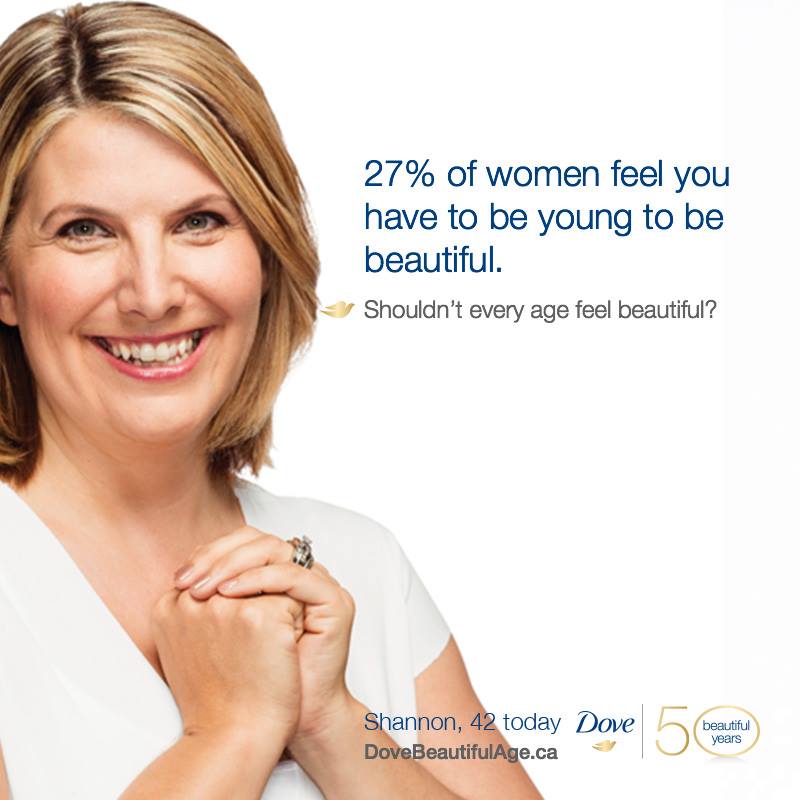 27% of women feel you
have to be young to be
beautiful.
Shouldn't every age feel beautiful?
Shannon, 42 today
DoveBeautifulAge.ca
Dove
50
beautiful
years